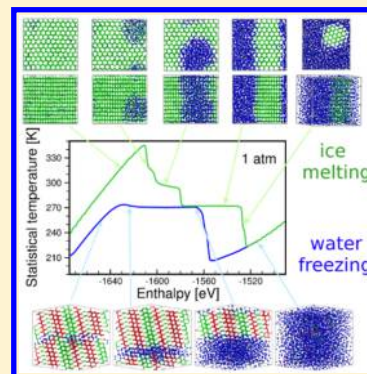 1 atm
ice
melting
water
freezing
Statistical temperature [K]
330
300
270
240
210
-1640
-1600
-1560
-1520
Enthalpy [eV]